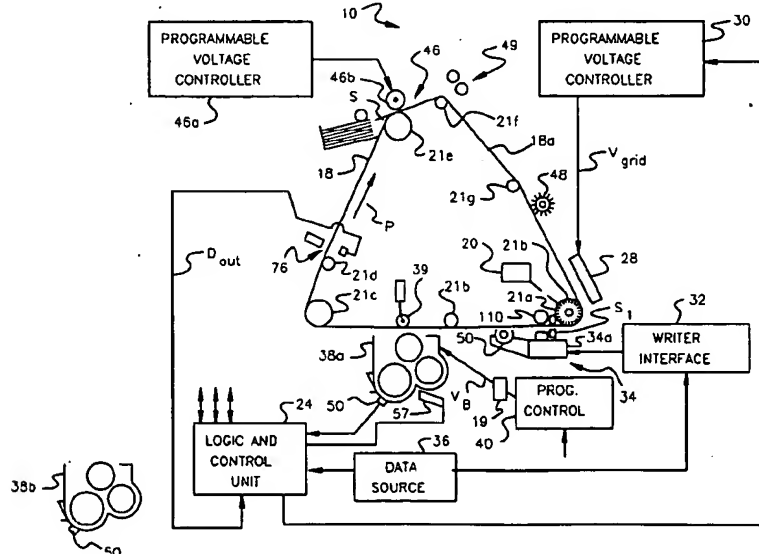 10
PROGRAMMABLE
VOLTAGE
CONTROLLER
46a
46b
46
49
S
PROGRAMMABLE
VOLTAGE
CONTROLLER
30
21f
18a
21e
18
V grid
21g
48
P
D out
76
21d
20
21b
28
21c
39
21b
21a
110
S1
32
WRITER
INTERFACE
38a
50
34a
34
50
57
VB
19
PROG.
CONTROL
40
24
LOGIC AND
CONTROL
UNIT
36
DATA
SOURCE
38b
50